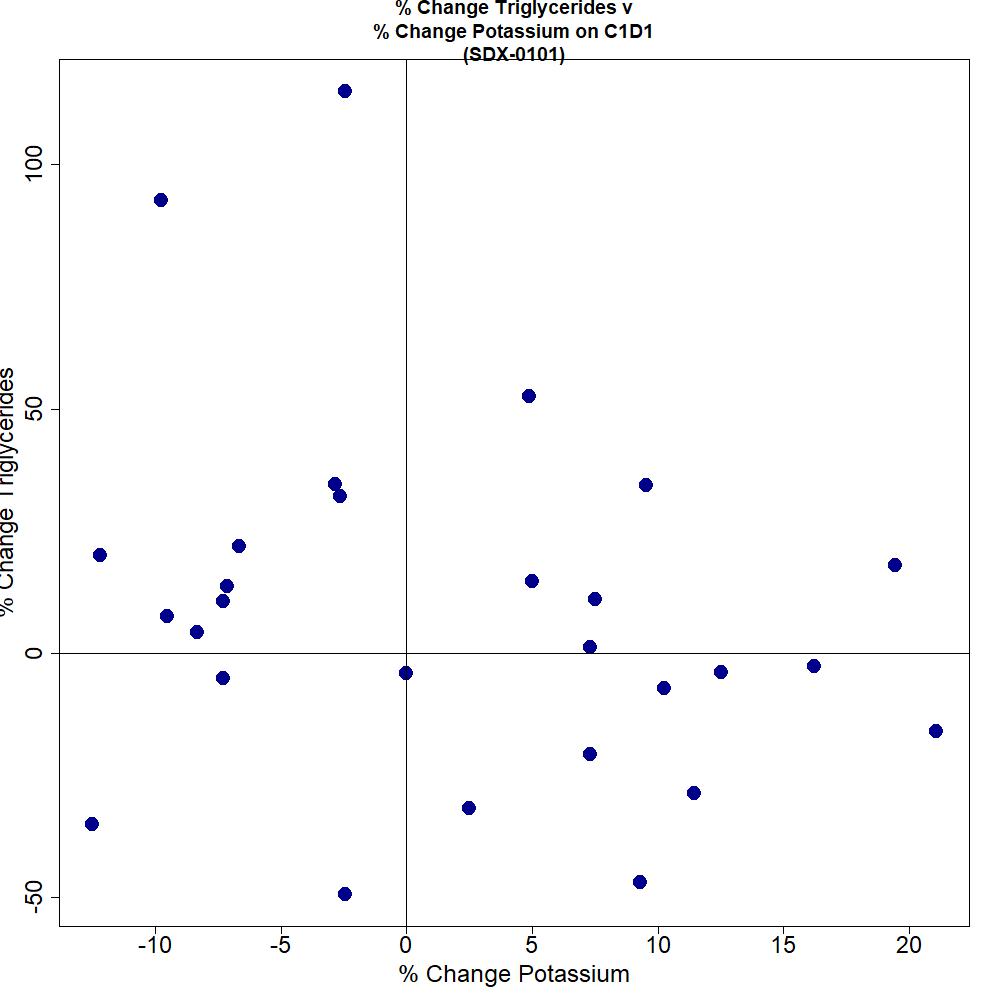 % Change Triglycerides v
% Change Potassium on C1D1
(SDX-0101)
% Change Triglycerides
100
50
0
-50
-10
-5
0
5
10
15
20
% Change Potassium